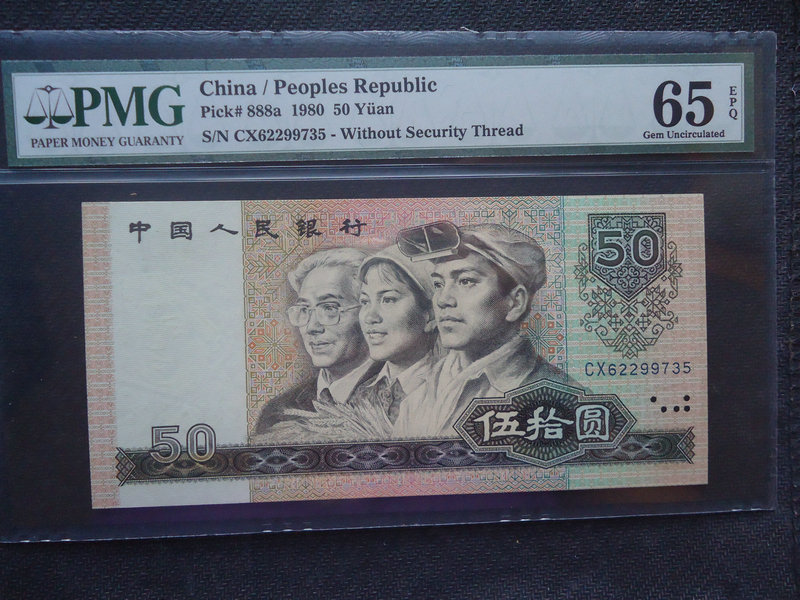 PMG
PAPER MONEY GUARANTY
China / Peoples Republic
Pick# 888a 1980 50 Yüan
S/N CX62299735 - Without Security Thread
65
EPQ
Gem Uncirculated
中国人民银行
50
CX62299735
伍拾圆
50